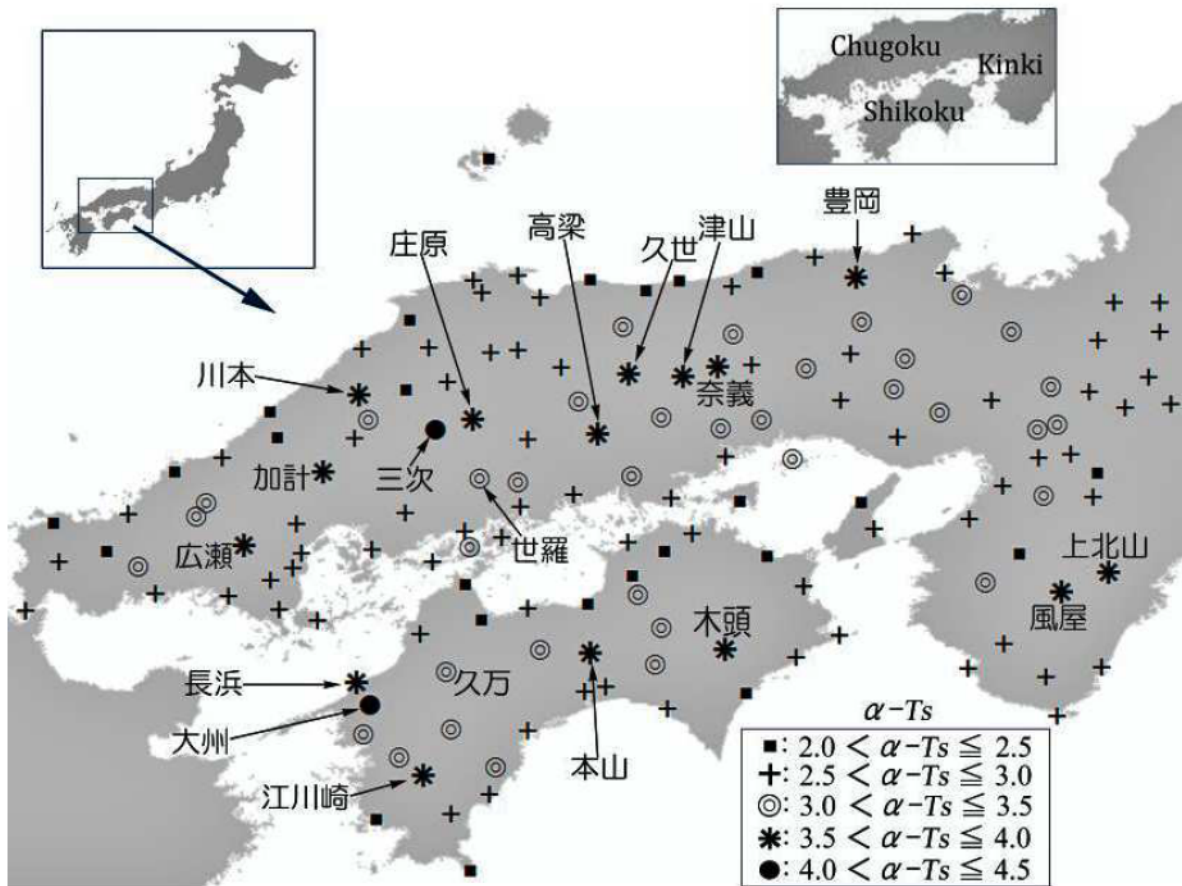 Chugoku
Kinki
Shikoku
豊岡
高梁
津山
久世
庄原
川本
奈義
加計
三次
世羅
広瀬
上北山
風屋
木頭
長浜
久万
大州
本山
江川崎
α-Ts
■: 2.0 < α-Ts ≦ 2.5
+: 2.5 < α-Ts ≦ 3.0
◎: 3.0 < α-Ts ≦ 3.5
✱: 3.5 < α-Ts ≦ 4.0
●: 4.0 < α-Ts ≦ 4.5